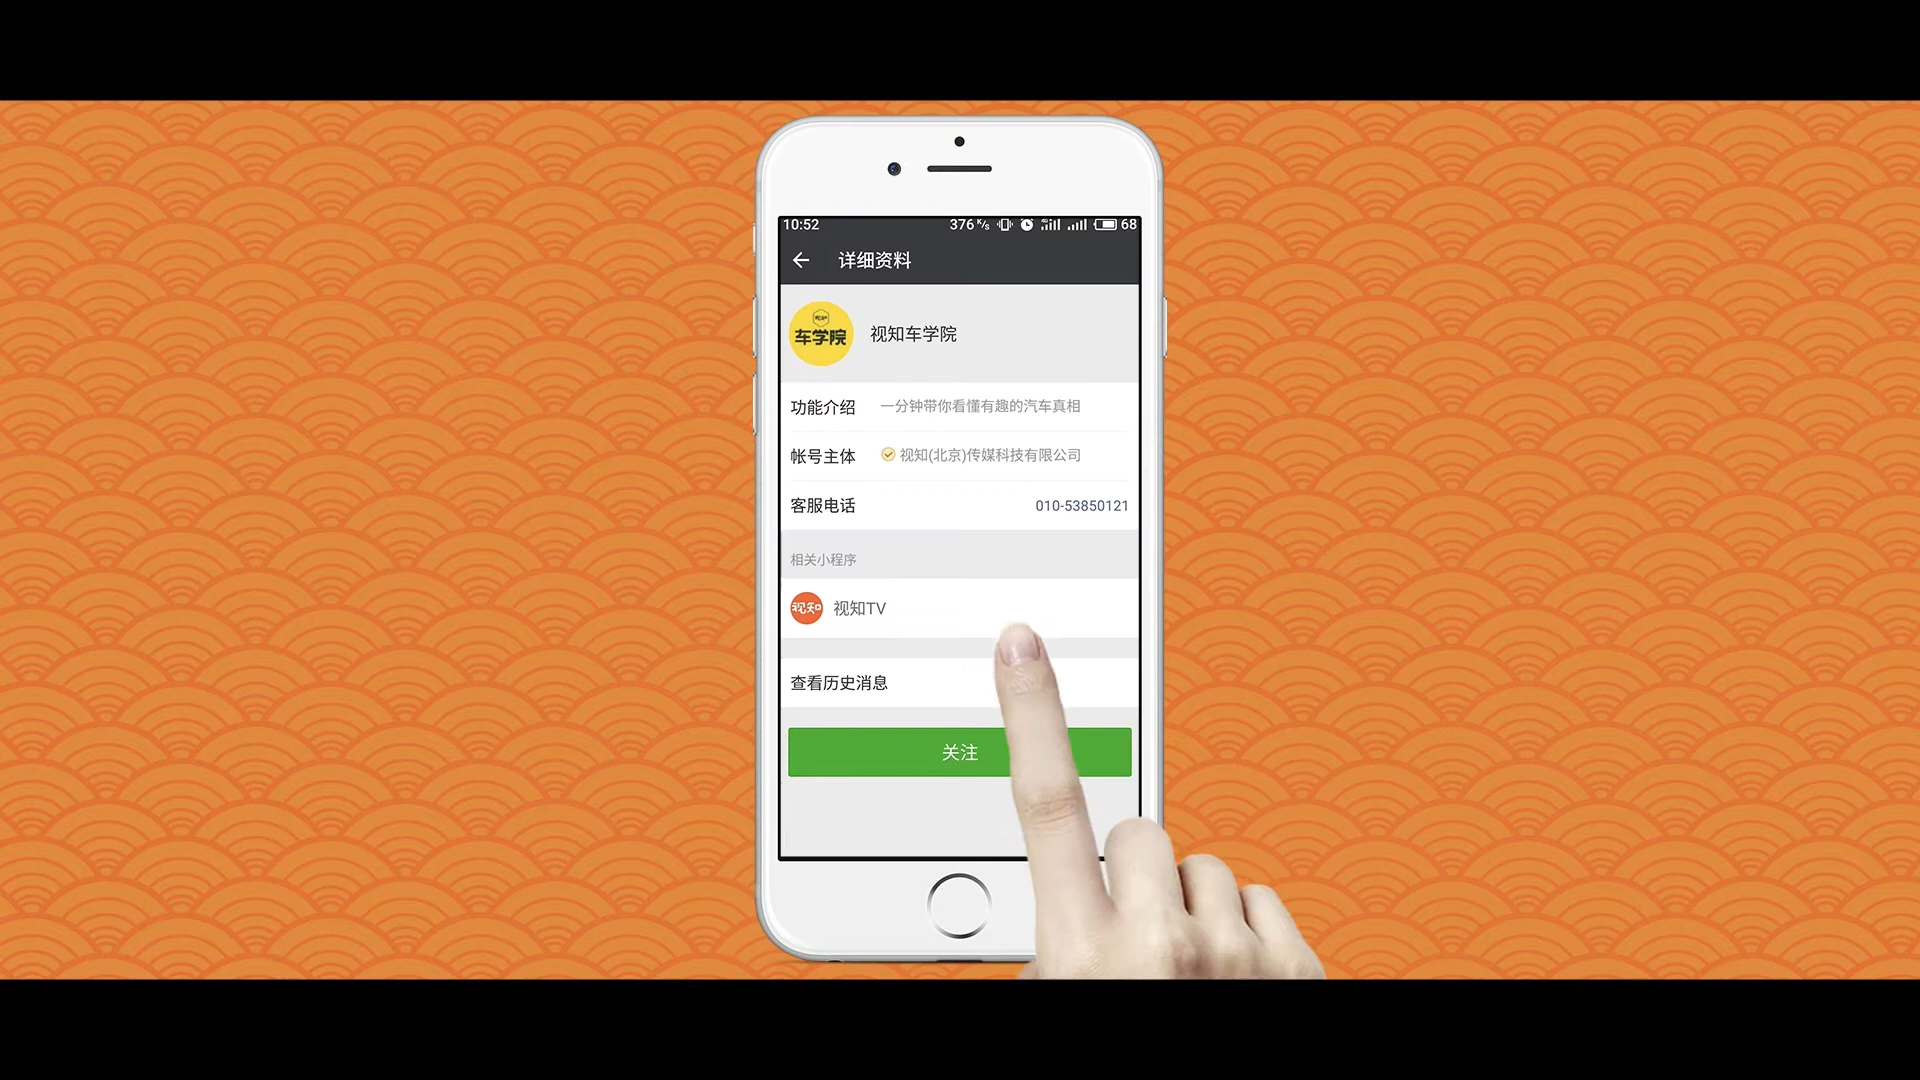 10:52
376 K/s 68
详细资料
车学院
视知车学院
功能介绍 一分钟带你看懂有趣的汽车真相
帐号主体 视知(北京)传媒科技有限公司
客服电话 010-53850121
相关小程序
视知 视知TV
查看历史消息
关注